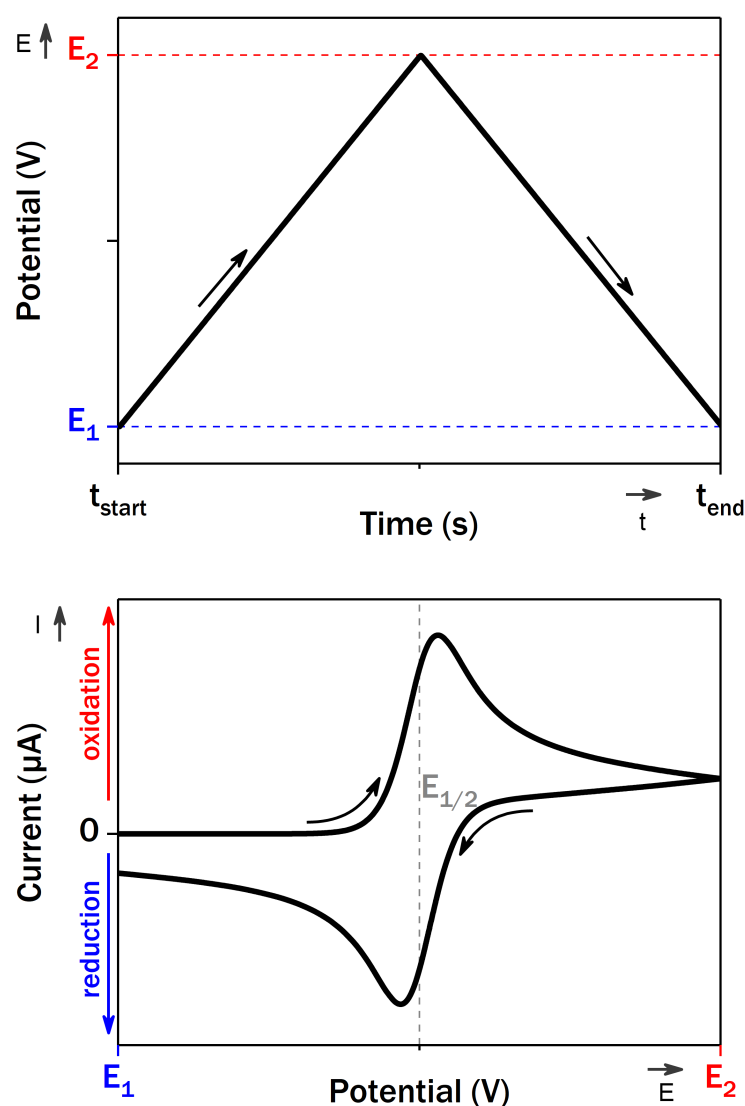 E
E2
Potential (V)
E1
tstart
Time (s)
t
tend
I
oxidation
Current (µA)
0
reduction
E1/2
E1
Potential (V)
E
E2